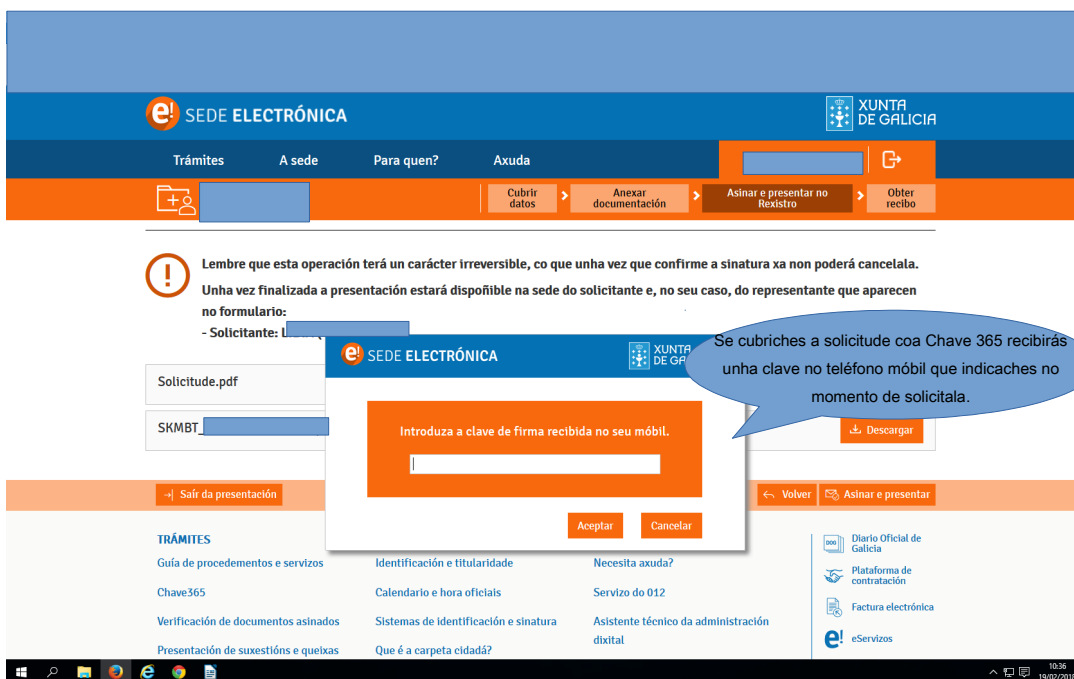 e! SEDE ELECTRÓNICA
XUNTA
DE GALICIA
Trámites A sede Para quen? Axuda
Cubrir
datos
Anexar
documentación
Asinar e presentar no
Rexistro
Obter
recibo
Lembre que esta operación terá un carácter irreversible, co que unha vez que confirme a sinatura xa non poderá cancelala.
Unha vez finalizada a presentación estará dispoñible na sede do solicitante e, no seu caso, do representante que aparecen
no formulario:
- Solicitante:
Se cubriches a solicitude coa Chave 365 recibirás
unha clave no teléfono móbil que indicaches no
momento de solicitala.
e! SEDE ELECTRÓNICA
XUNTA
DE GA
Solicitude.pdf
SKMBT_
Introduza a clave de firma recibida no seu móbil.
Descargar
Aceptar Cancelar
Saír da presentación
Volver
Asinar e presentar
TRÁMITES
Guía de procedementos e servizos
Chave365
Verificación de documentos asinados
Presentación de suxestións e queixas
Identificación e titularidade
Calendario e hora oficiais
Sistemas de identificación e sinatura
Que é a carpeta cidadá?
Necesita axuda?
Servizo do 012
Asistente técnico da administración
dixital
Diario Oficial de
Galicia
Plataforma de
contratación
Factura electrónica
e! eServizos
10:36
19/02/2018